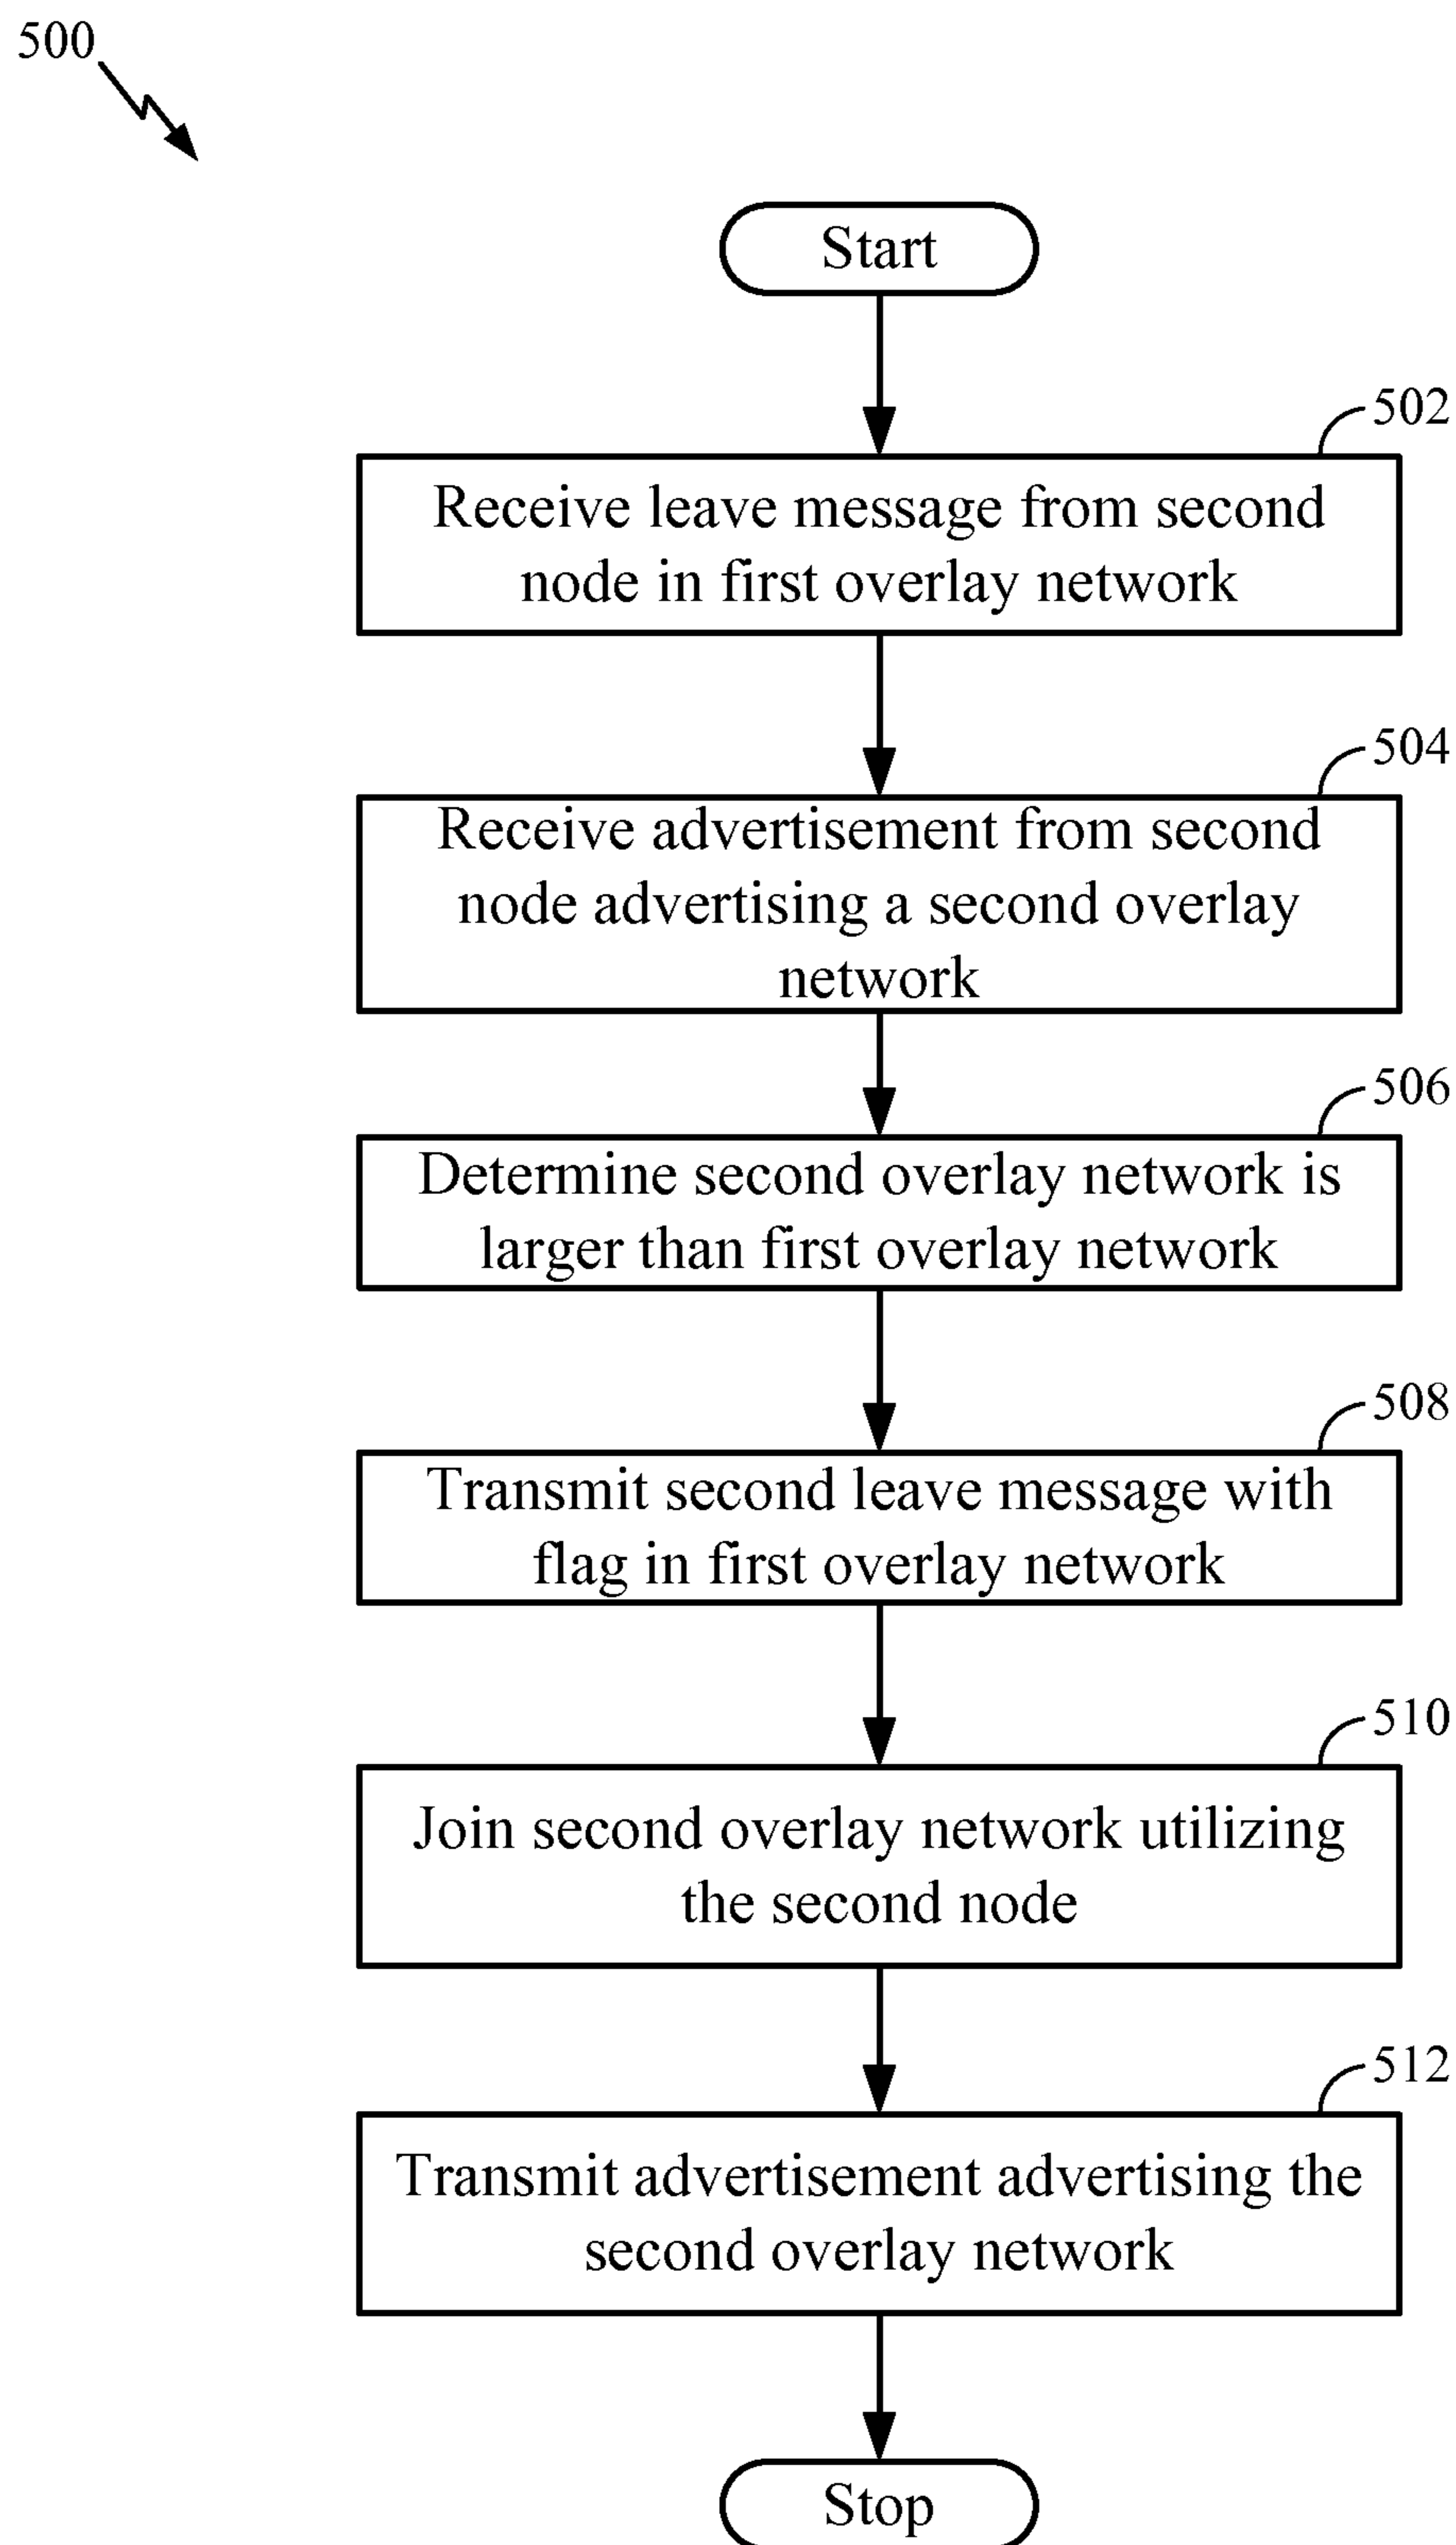 500
Start
502
Receive leave message from second
node in first overlay network
504
Receive advertisement from second
node advertising a second overlay
network
506
Determine second overlay network is
larger than first overlay network
508
Transmit second leave message with
flag in first overlay network
510
Join second overlay network utilizing
the second node
512
Transmit advertisement advertising the
second overlay network
Stop